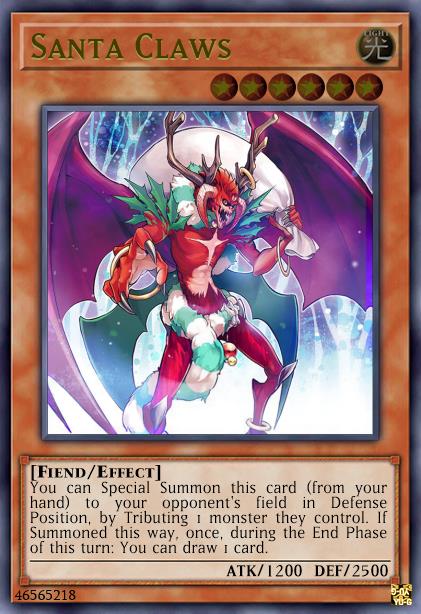 SANTA CLAWS
LIGHT
光
[FIEND/EFFECT]
You can Special Summon this card (from your
hand) to your opponent's field in Defense
Position, by Tributing 1 monster they control. If
Summoned this way, once, during the End Phase
of this turn: You can draw 1 card.
ATK/1200 DEF/2500
46565218